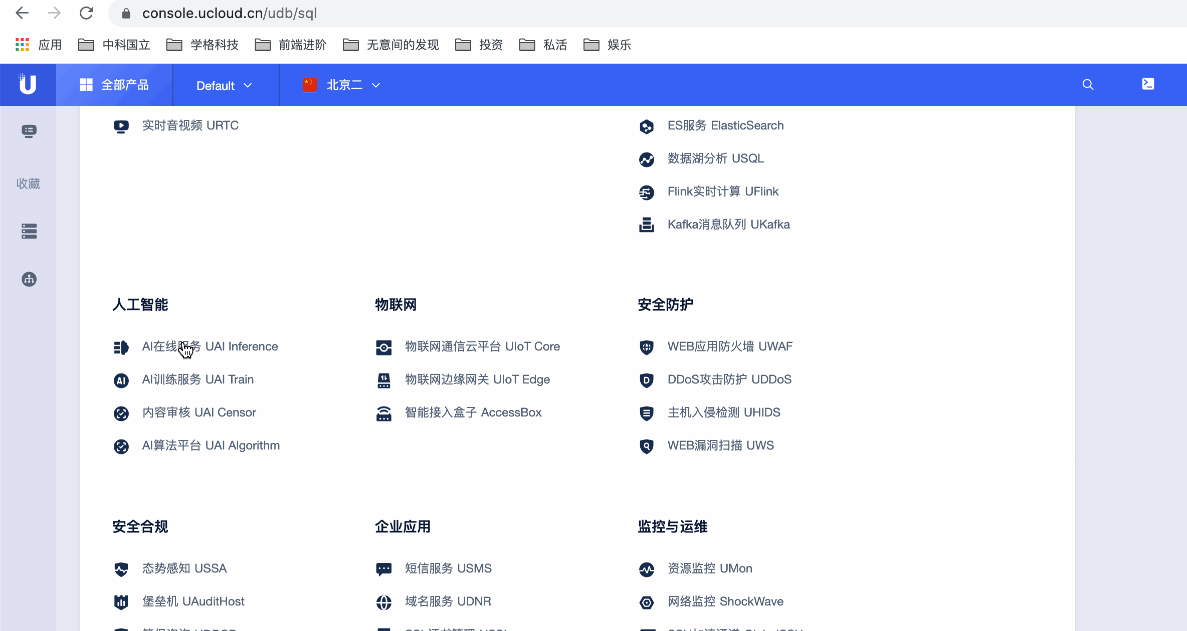 console.ucloud.cn/udb/sql
应用 中科国立 学格科技 前端进阶 无意间的发现 投资 私活 娱乐
全部产品 Default 北京二
收藏
实时音视频 URTC
ES服务 ElasticSearch
数据湖分析 USQL
Flink实时计算 UFlink
Kafka消息队列 UKafka
人工智能
AI在线服务 UAI Inference
AI训练服务 UAI Train
内容审核 UAI Censor
AI算法平台 UAI Algorithm
物联网
物联网通信云平台 UIoT Core
物联网边缘网关 UIoT Edge
智能接入盒子 AccessBox
安全防护
WEB应用防火墙 UWAF
DDoS攻击防护 UDDoS
主机入侵检测 UHIDS
WEB漏洞扫描 UWS
安全合规
态势感知 USSA
堡垒机 UAuditHost
企业应用
短信服务 USMS
域名服务 UDNR
监控与运维
资源监控 UMon
网络监控 ShockWave